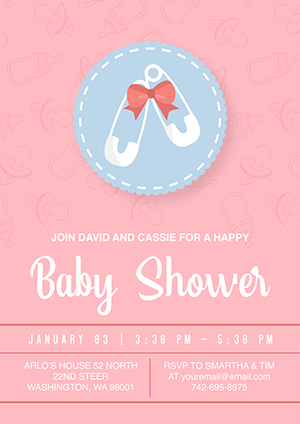 JOIN DAVID AND CASSIE FOR A HAPPY
Baby Shower
JANUARY 03 | 3:30 PM – 5:30 PM
ARLO'S HOUSE 52 NORTH
22ND STEER
WASHINGTON, WA 98001
RSVP TO SMARTHA & TIM
AT youremail@email.com
742-695-8975